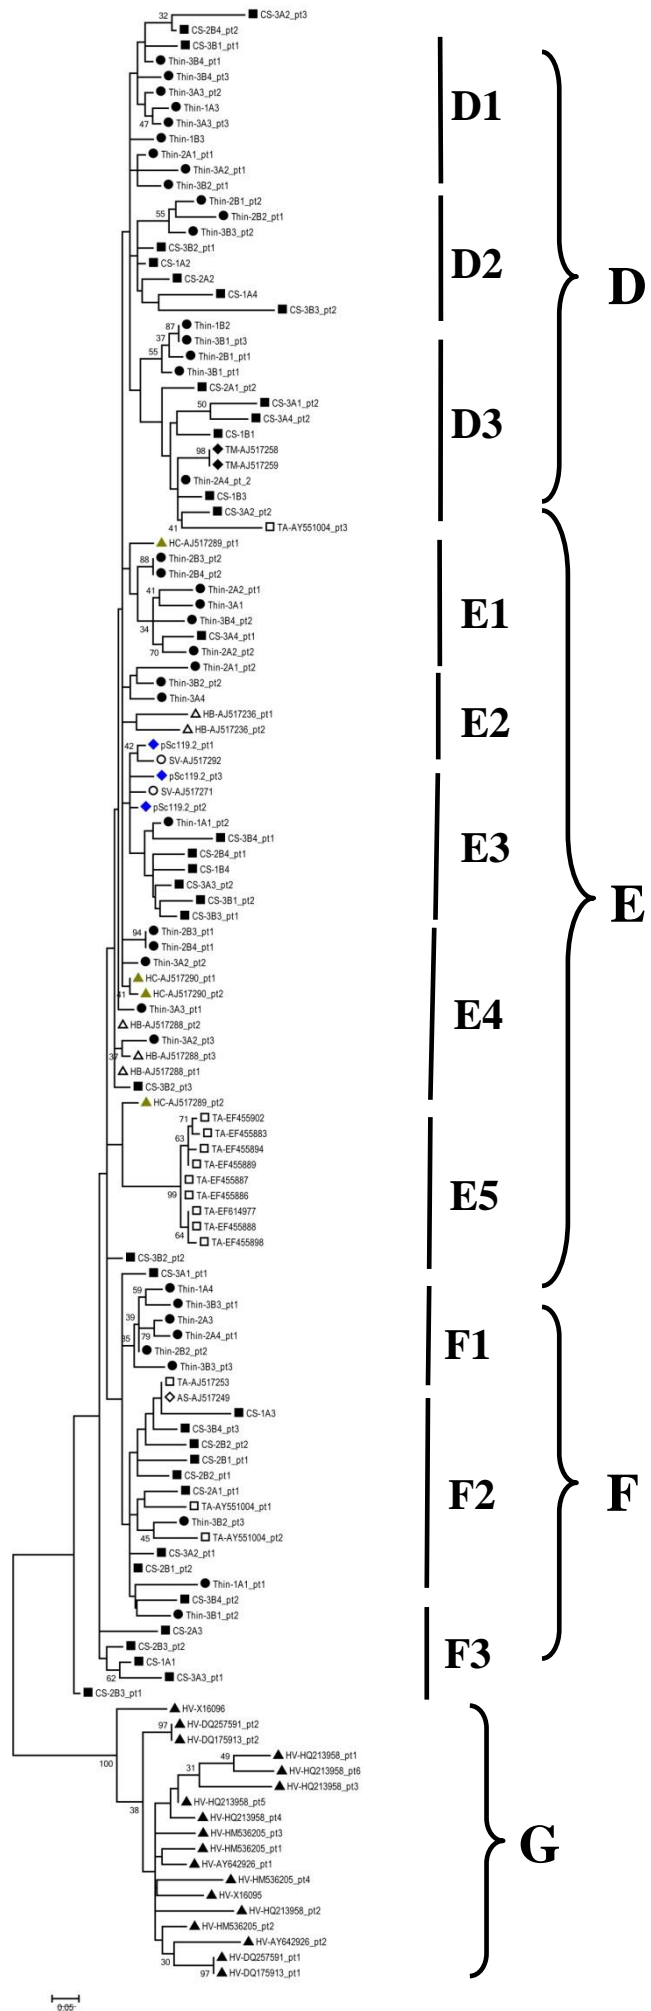 32 CS-3A2_pt3
CS-2B4_pt2
CS-3B1_pt1
Thin-3B4_pt1
Thin-3B4_pt3
Thin-3A3_pt2
Thin-1A3
47 Thin-3A3_pt3
D1
Thin-1B3
Thin-2A1_pt1
Thin-3A2_pt1
Thin-3B2_pt1
Thin-2B1_pt2
55 Thin-2B2_pt1
Thin-3B3_pt2
CS-3B2_pt1
CS-1A2
D2
CS-2A2
D
CS-1A4
CS-3B3_pt2
87 Thin-1B2
37 Thin-3B1_pt3
55 Thin-2B1_pt1
Thin-3B1_pt1
CS-2A1_pt2
50 CS-3A1_pt2
CS-3A4_pt2
D3
CS-1B1
98 TM-AJ517258
TM-AJ517259
Thin-2A4_pt_2
CS-1B3
CS-3A2_pt2
41 TA-AY551004_pt3
HC-AJ517289_pt1
88 Thin-2B3_pt2
Thin-2B4_pt2
41 Thin-2A2_pt1
Thin-3A1
E1
Thin-3B4_pt2
34 CS-3A4_pt1
70 Thin-2A2_pt2
Thin-2A1_pt2
Thin-3B2_pt2
Thin-3A4
HB-AJ517236_pt1
E2
HB-AJ517236_pt2
42 pSc119.2_pt1
SV-AJ517292
pSc119.2_pt3
SV-AJ517271
pSc119.2_pt2
Thin-1A1_pt2
CS-3B4_pt1
E3
CS-2B4_pt1
CS-1B4
CS-3A3_pt2
CS-3B1_pt2
E
CS-3B3_pt1
94 Thin-2B3_pt1
Thin-2B4_pt1
Thin-3A2_pt2
HC-AJ517290_pt1
41 HC-AJ517290_pt2
Thin-3A3_pt1
E4
HB-AJ517288_pt2
Thin-3A2_pt3
37 HB-AJ517288_pt3
HB-AJ517288_pt1
CS-3B2_pt3
HC-AJ517289_pt2
71 TA-EF455902
TA-EF455883
63 TA-EF455894
TA-EF455889
TA-EF455887
99 TA-EF455886
E5
TA-EF614977
TA-EF455888
64 TA-EF455898
CS-3B2_pt2
CS-3A1_pt1
59 Thin-1A4
Thin-3B3_pt1
39 Thin-2A3
35 79 Thin-2A4_pt1
F1
Thin-2B2_pt2
Thin-3B3_pt3
TA-AJ517253
AS-AJ517249
CS-1A3
CS-3B4_pt3
CS-2B2_pt2
CS-2B1_pt1
CS-2B2_pt1
F
CS-2A1_pt1
F2
TA-AY551004_pt1
Thin-3B2_pt3
45 TA-AY551004_pt2
CS-3A2_pt1
CS-2B1_pt2
Thin-1A1_pt1
CS-3B4_pt2
Thin-3B1_pt2
CS-2A3
CS-2B3_pt2
F3
CS-1A1
62 CS-3A3_pt1
CS-2B3_pt1
HV-X16096
97 HV-DQ257591_pt2
HV-DQ175913_pt2
100 49 HV-HQ213958_pt1
31 HV-HQ213958_pt6
HV-HQ213958_pt3
38 HV-HQ213958_pt5
HV-HQ213958_pt4
HV-HM536205_pt3
G
HV-HM536205_pt1
HV-AY642926_pt1
HV-HM536205_pt4
HV-X16095
HV-HQ213958_pt2
HV-HM536205_pt2
HV-AY642926_pt2
30 HV-DQ257591_pt1
97 HV-DQ175913_pt1
0.05